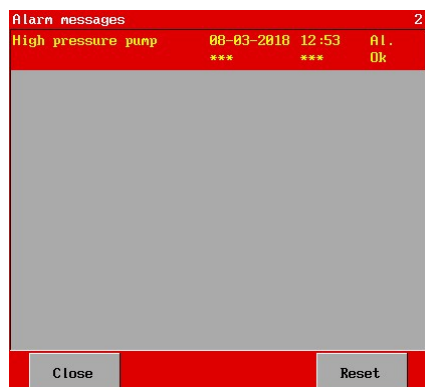 Alarm messages 2
High pressure pump 08-03-2018 12:53 Al.
*** *** Ok
Close Reset